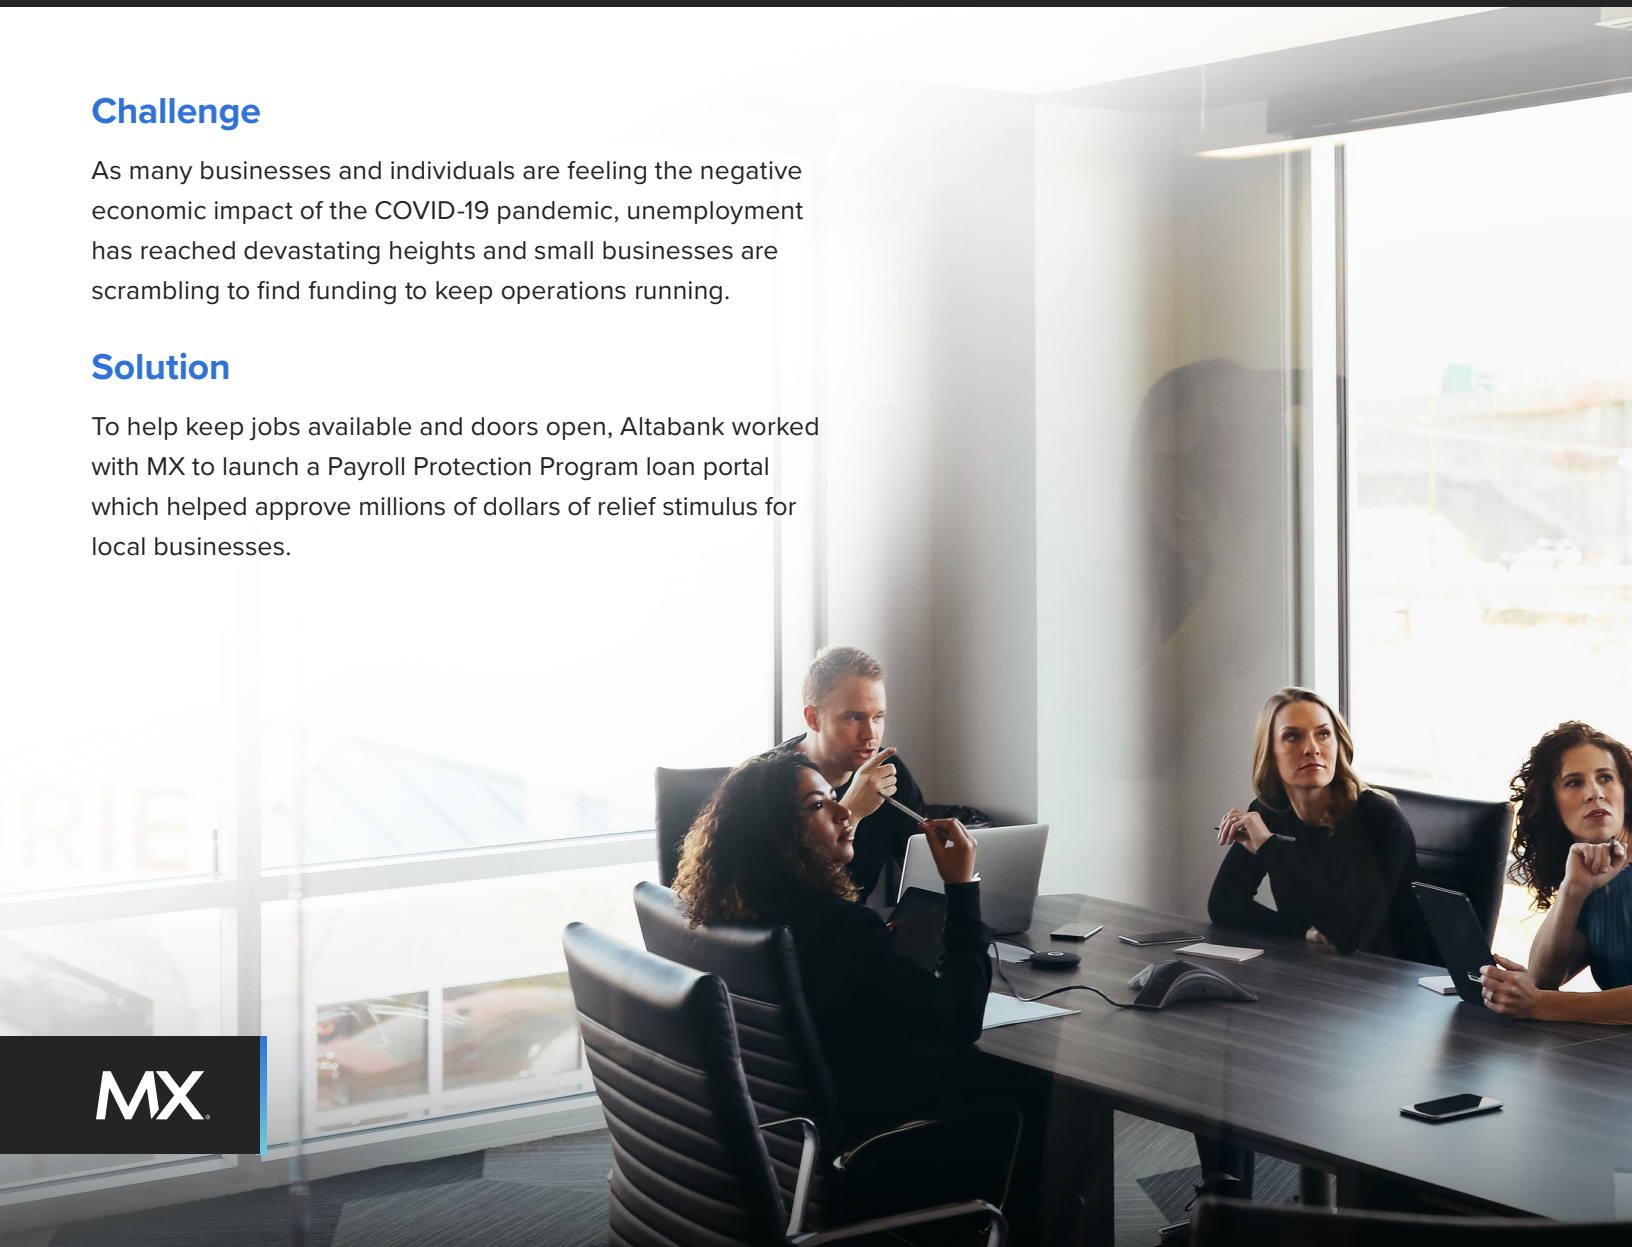 Challenge
As many businesses and individuals are feeling the negative
economic impact of the COVID-19 pandemic, unemployment
has reached devastating heights and small businesses are
scrambling to find funding to keep operations running.
Solution
To help keep jobs available and doors open, Altabank worked
with MX to launch a Payroll Protection Program loan portal
which helped approve millions of dollars of relief stimulus for
local businesses.
RIE
MX